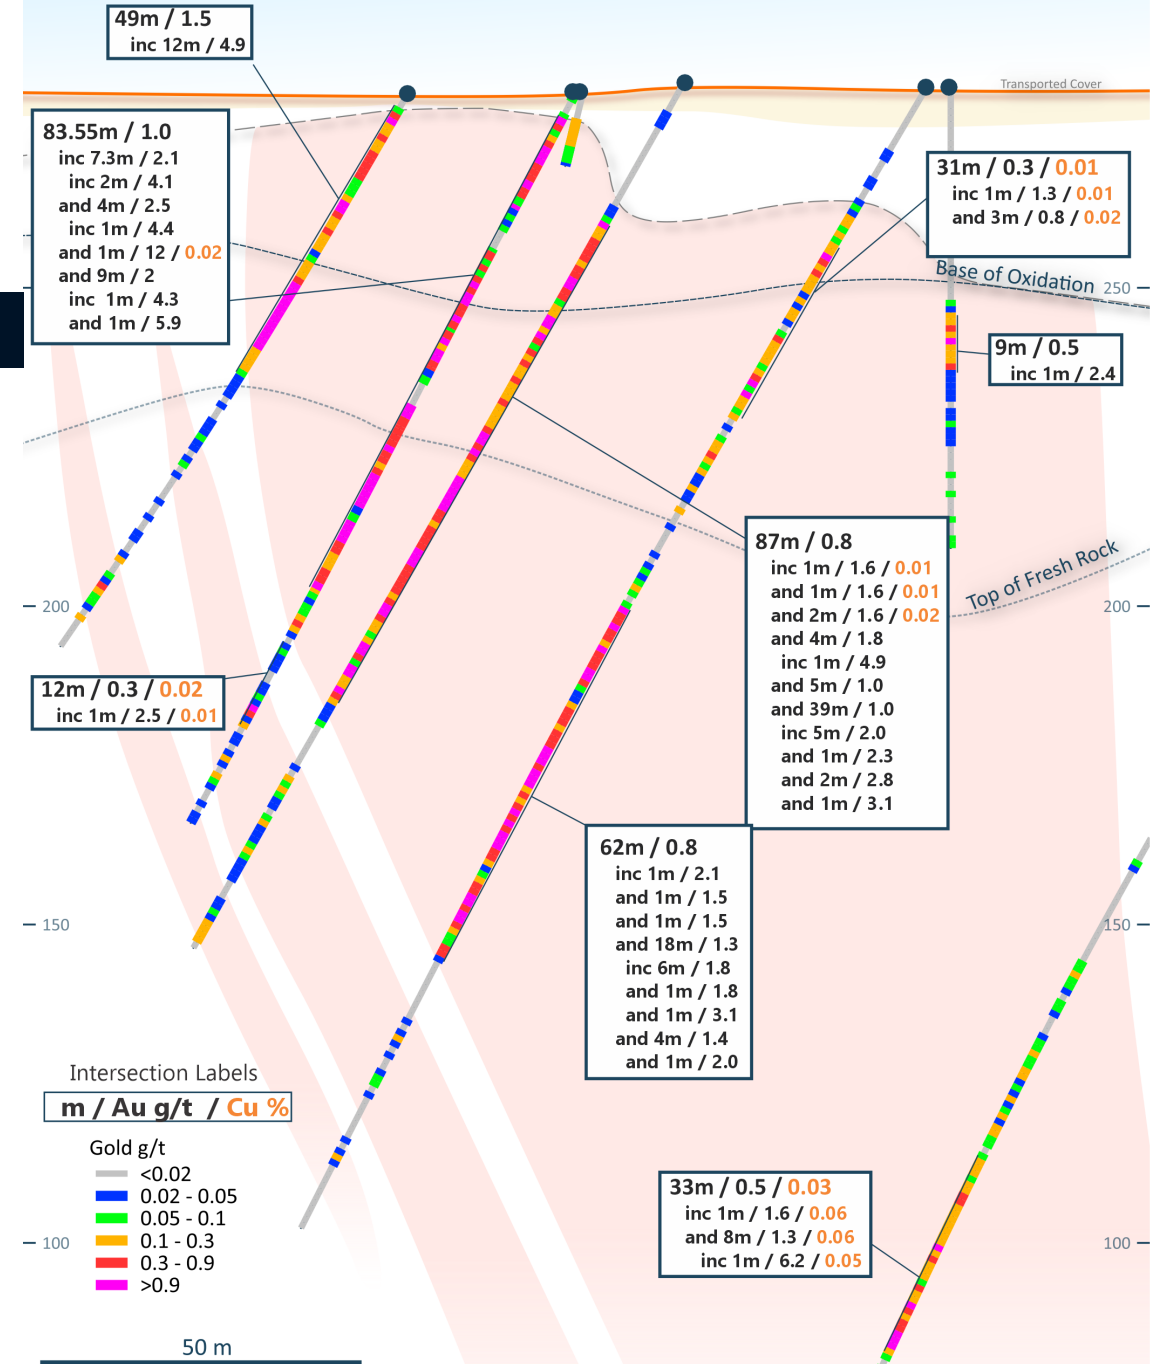 49m / 1.5
inc 12m / 4.9
Transported Cover
83.55m / 1.0
inc 7.3m / 2.1
inc 2m / 4.1
and 4m / 2.5
inc 1m / 4.4
and 1m / 12 / 0.02
and 9m / 2
inc 1m / 4.3
and 1m / 5.9
31m / 0.3 / 0.01
inc 1m / 1.3 / 0.01
and 3m / 0.8 / 0.02
Base of Oxidation
250
9m / 0.5
inc 1m / 2.4
87m / 0.8
inc 1m / 1.6 / 0.01
and 1m / 1.6 / 0.01
and 2m / 1.6 / 0.02
and 4m / 1.8
inc 1m / 4.9
and 5m / 1.0
and 39m / 1.0
inc 5m / 2.0
and 1m / 2.3
and 2m / 2.8
and 1m / 3.1
Top of Fresh Rock
200
200
12m / 0.3 / 0.02
inc 1m / 2.5 / 0.01
62m / 0.8
inc 1m / 2.1
and 1m / 1.5
and 1m / 1.5
and 18m / 1.3
inc 6m / 1.8
and 1m / 1.8
and 1m / 3.1
and 4m / 1.4
and 1m / 2.0
150
150
Intersection Labels
m / Au g/t / Cu %
Gold g/t
<0.02
0.02 - 0.05
0.05 - 0.1
0.1 - 0.3
0.3 - 0.9
>0.9
33m / 0.5 / 0.03
inc 1m / 1.6 / 0.06
and 8m / 1.3 / 0.06
inc 1m / 6.2 / 0.05
100
100
50 m